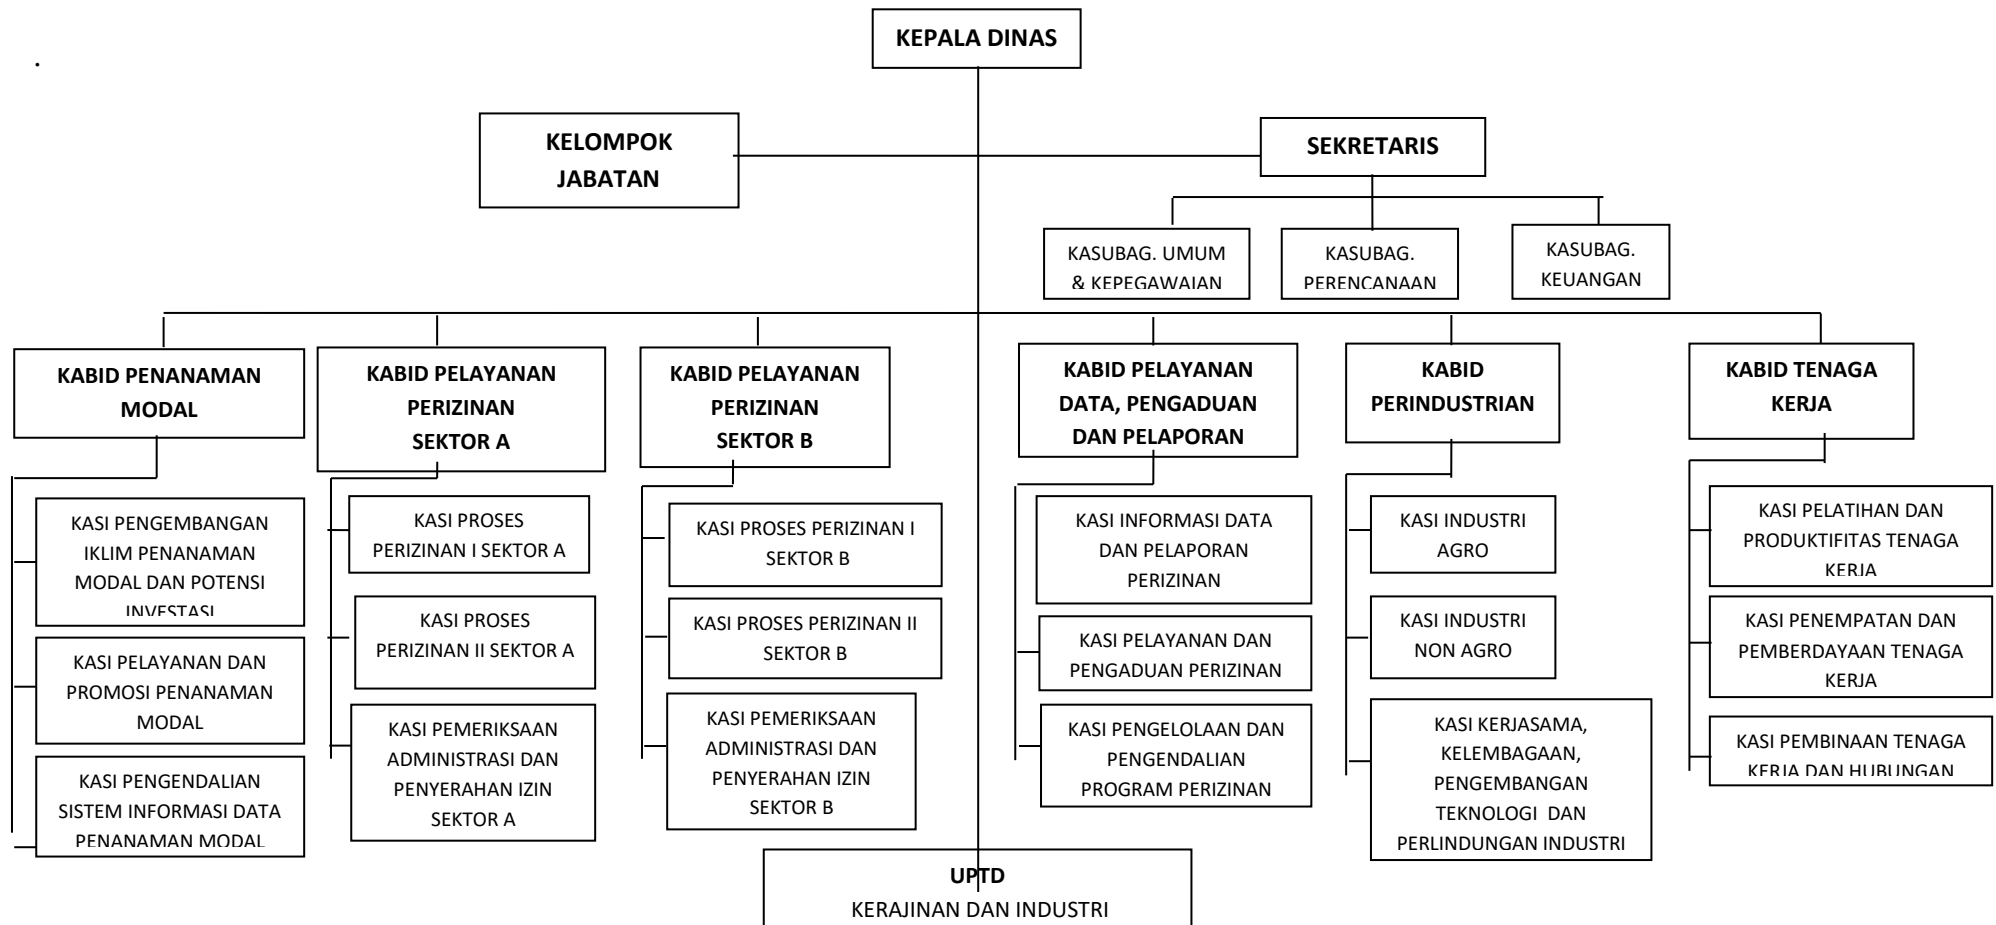 KEPALA DINAS
.
KELOMPOK
JABATAN
SEKRETARIS
KASUBAG. UMUM
& KEPEGAWAIAN
KASUBAG.
PERENCANAAN
KASUBAG.
KEUANGAN
KABID PENANAMAN
MODAL
KABID PELAYANAN
PERIZINAN
SEKTOR A
KABID PELAYANAN
PERIZINAN
SEKTOR B
KABID PELAYANAN
DATA, PENGADUAN
DAN PELAPORAN
KABID
PERINDUSTRIAN
KABID TENAGA
KERJA
KASI PENGEMBANGAN
IKLIM PENANAMAN
MODAL DAN POTENSI
INVESTASI
KASI PELAYANAN DAN
PROMOSI PENANAMAN
MODAL
KASI PENGENDALIAN
SISTEM INFORMASI DATA
PENANAMAN MODAL
KASI PROSES
PERIZINAN I SEKTOR A
KASI PROSES
PERIZINAN II SEKTOR A
KASI PEMERIKSAAN
ADMINISTRASI DAN
PENYERAHAN IZIN
SEKTOR A
KASI PROSES PERIZINAN I
SEKTOR B
KASI PROSES PERIZINAN II
SEKTOR B
KASI PEMERIKSAAN
ADMINISTRASI DAN
PENYERAHAN IZIN
SEKTOR B
KASI INFORMASI DATA
DAN PELAPORAN
PERIZINAN
KASI PELAYANAN DAN
PENGADUAN PERIZINAN
KASI PENGELOLAAN DAN
PENGENDALIAN
PROGRAM PERIZINAN
KASI INDUSTRI
AGRO
KASI INDUSTRI
NON AGRO
KASI KERJASAMA,
KELEMBAGAAN,
PENGEMBANGAN
TEKNOLOGI DAN
PERLINDUNGAN INDUSTRI
KASI PELATIHAN DAN
PRODUKTIFITAS TENAGA
KERJA
KASI PENEMPATAN DAN
PEMBERDAYAAN TENAGA
KERJA
KASI PEMBINAAN TENAGA
KERJA DAN HUBUNGAN
UPTD
KERAJINAN DAN INDUSTRI